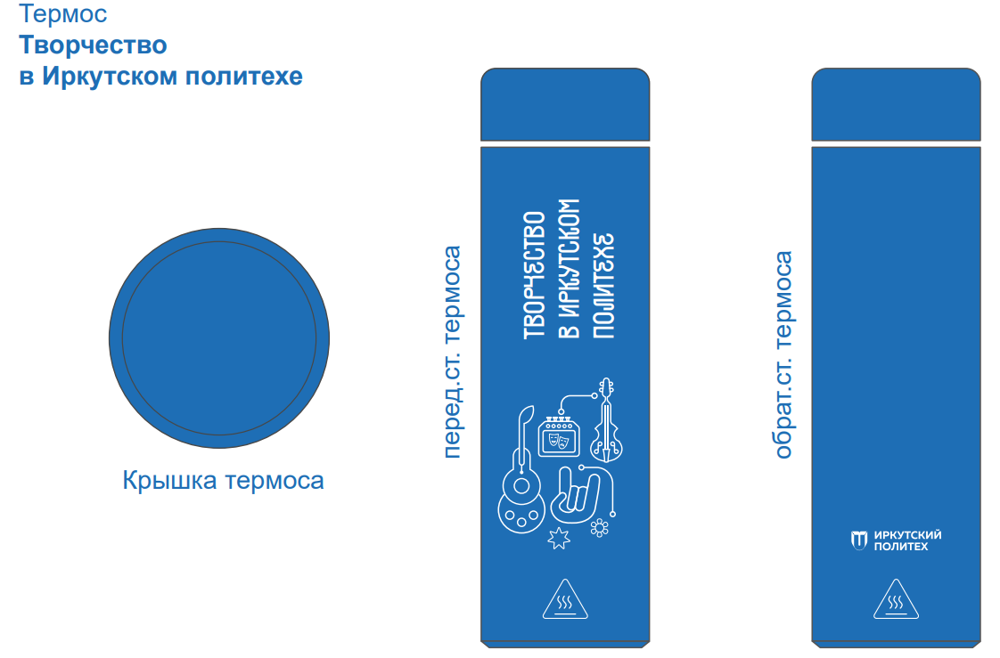 Термос
Творчество
в Иркутском политехе
Крышка термоса
перед.ст. термоса
ТВОРЧЕСТВО
В ИРКУТСКОМ
ПОЛИТЕХЕ
обрат.ст. термоса
ИРКУТСКИЙ
ПОЛИТЕХ